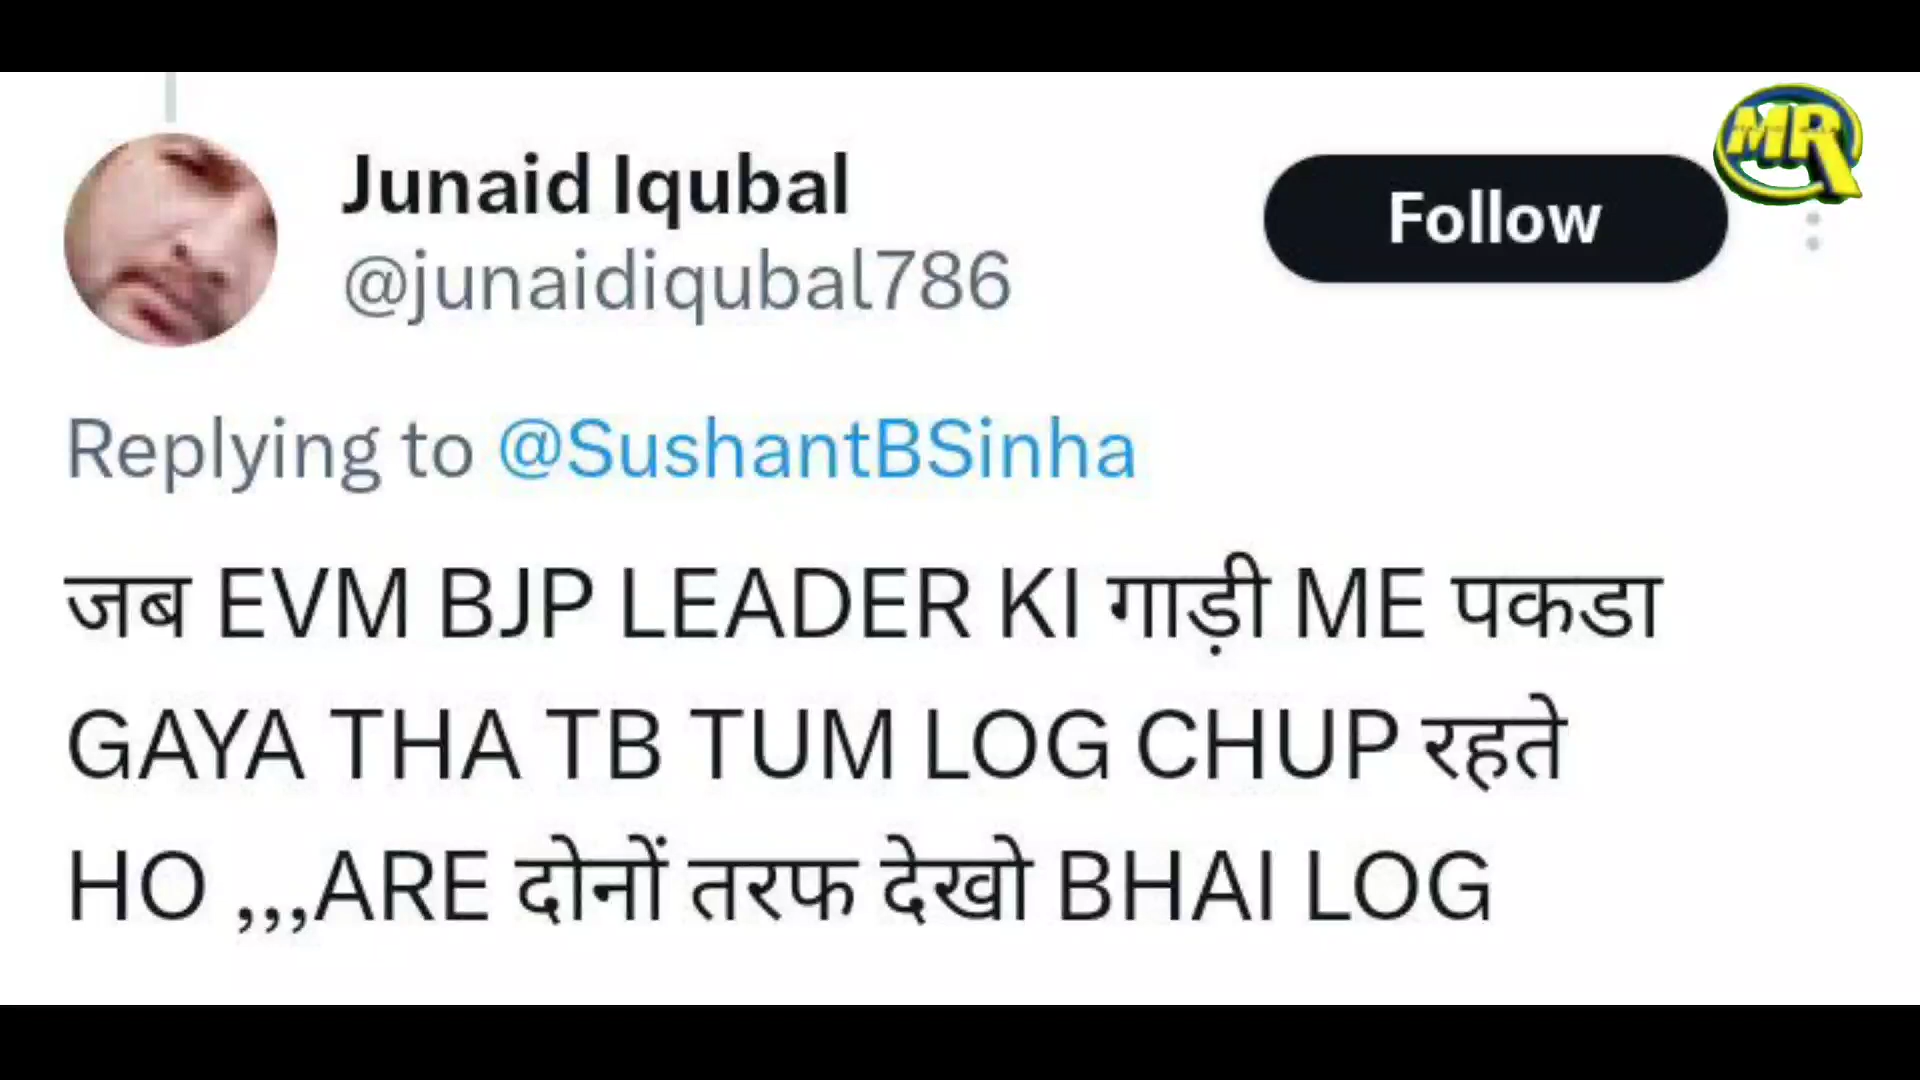 MR
Junaid Iqubal
Follow
@junaidiqubal786
Replying to @SushantBSinha
जब EVM BJP LEADER KI गाड़ी ME पकडा
GAYA THA TB TUM LOG CHUP रहते
HO ,,,ARE दोनों तरफ देखो BHAI LOG